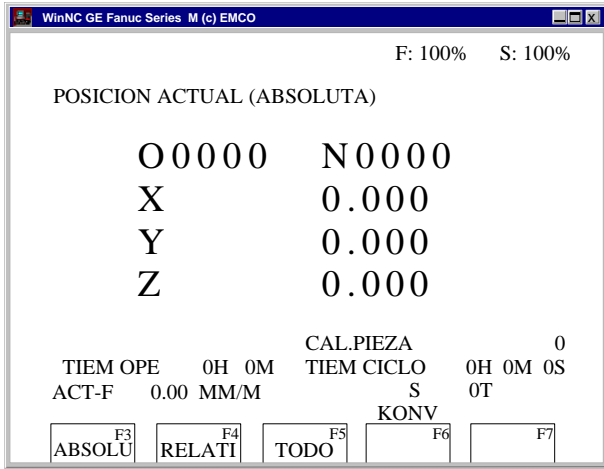 WinNC GE Fanuc Series M (c) EMCO
F: 100% S: 100%
POSICION ACTUAL (ABSOLUTA)
O0000 N0000
X 0.000
Y 0.000
Z 0.000
CAL.PIEZA 0
TIEM OPE 0H 0M TIEM CICLO 0H 0M 0S
ACT-F 0.00 MM/M S 0T
KONV
F3 F4 F5 F6 F7
ABSOLU RELATI TODO